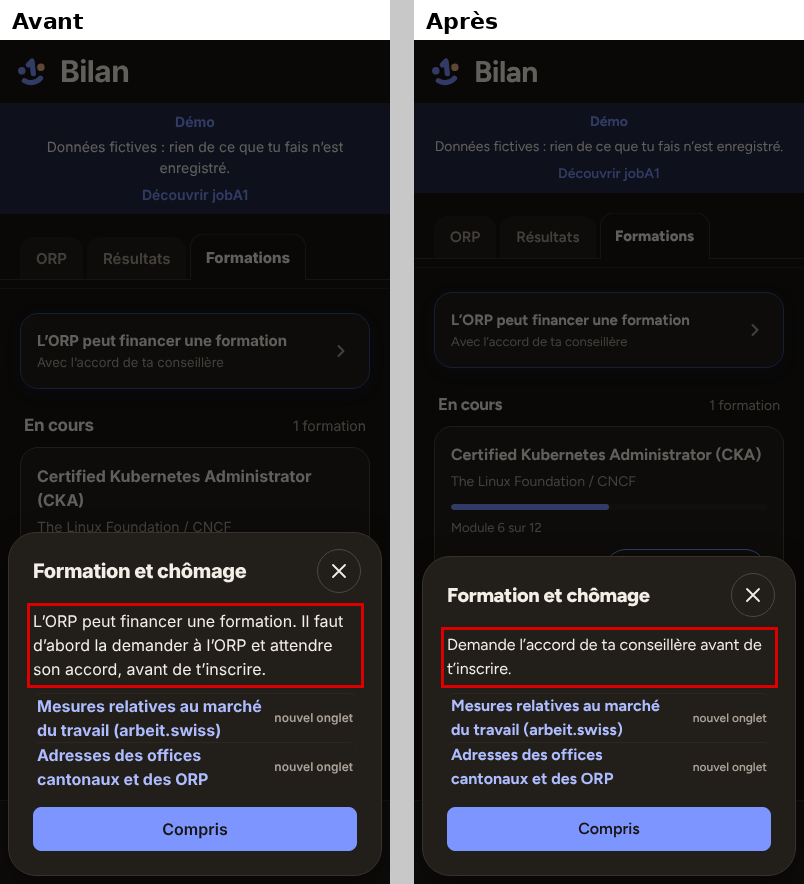 Avant
Bilan
Démo
Données fictives : rien de ce que tu fais n’est
enregistré.
Découvrir jobA1
ORP
Résultats
Formations
L’ORP peut financer une formation
Avec l’accord de ta conseillère
En cours
1 formation
Certified Kubernetes Administrator
(CKA)
The Linux Foundation / CNCF
Formation et chômage
L’ORP peut financer une formation. Il faut
d’abord la demander à l’ORP et attendre
son accord, avant de t’inscrire.
Mesures relatives au marché
du travail (arbeit.swiss)
nouvel onglet
Adresses des offices
cantonaux et des ORP
nouvel onglet
Compris
Après
Bilan
Démo
Données fictives : rien de ce que tu fais n’est enregistré.
Découvrir jobA1
ORP
Résultats
Formations
L’ORP peut financer une formation
Avec l’accord de ta conseillère
En cours
1 formation
Certified Kubernetes Administrator (CKA)
The Linux Foundation / CNCF
Module 6 sur 12
Formation et chômage
Demande l’accord de ta conseillère avant de
t’inscrire.
Mesures relatives au marché
du travail (arbeit.swiss)
nouvel onglet
Adresses des offices
cantonaux et des ORP
nouvel onglet
Compris